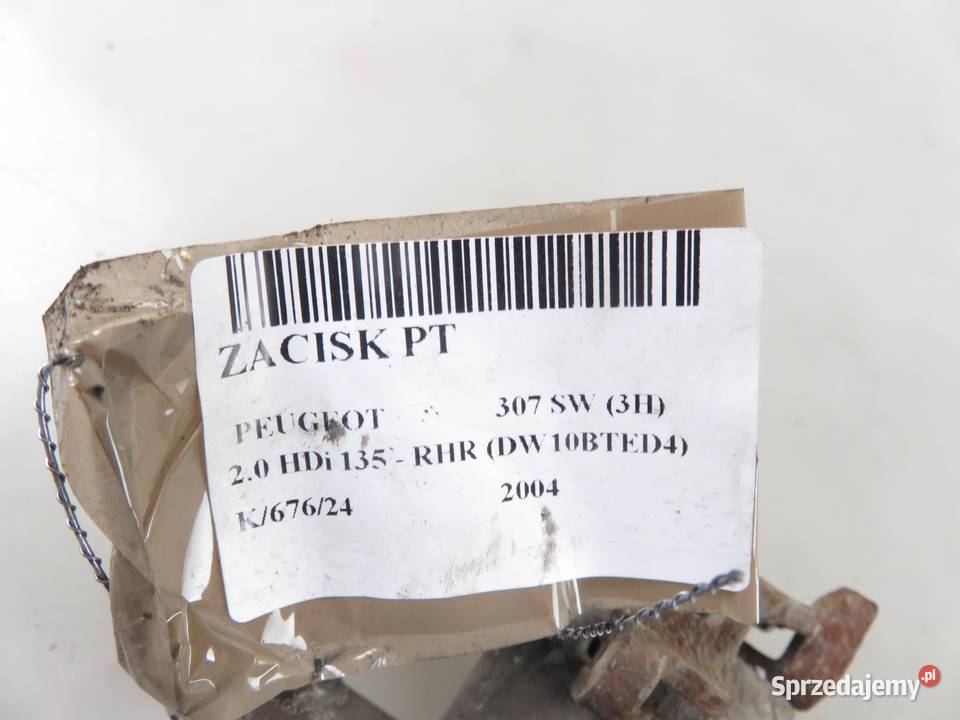 ZACISK PT
PEUGEOT 307 SW (3H)
2.0 HDi 135 - RHR (DW10BTED4)
K/676/24 2004
Sprzedajemy.pl